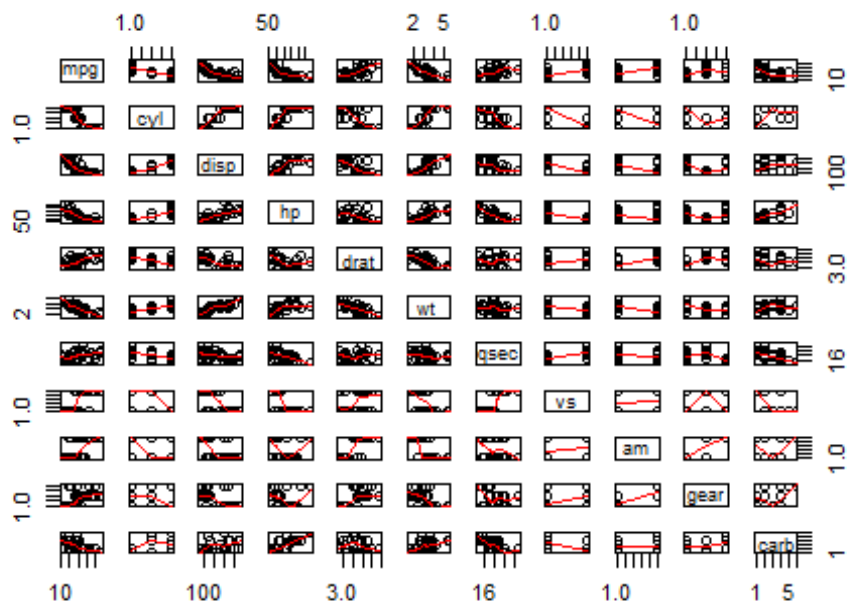 1.0 50 2 5 1.0 1.0
mpg 10
1.0 cyl
disp 100
50 hp
drat 3.0
2 wt
qsec 16
1.0 vs
am 1.0
1.0 gear
carb 1
10 100 3.0 16 1.0 1 5